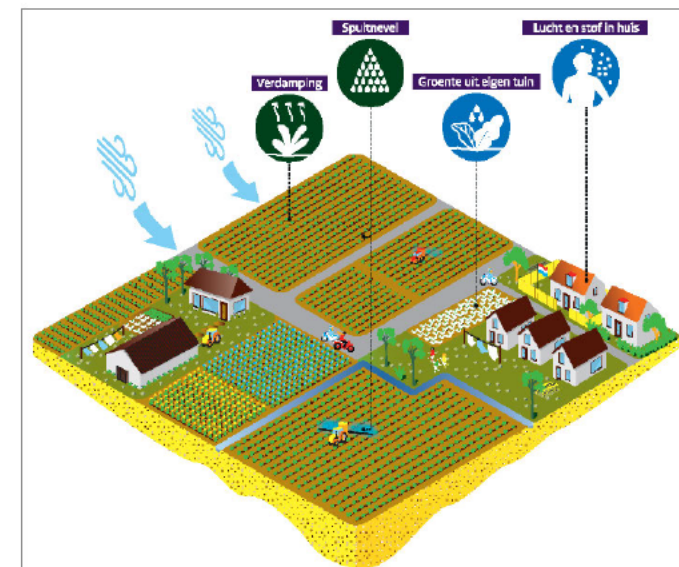 Spuitnevel
Lucht en stof in huis
Verdamping
Groente uit eigen tuin